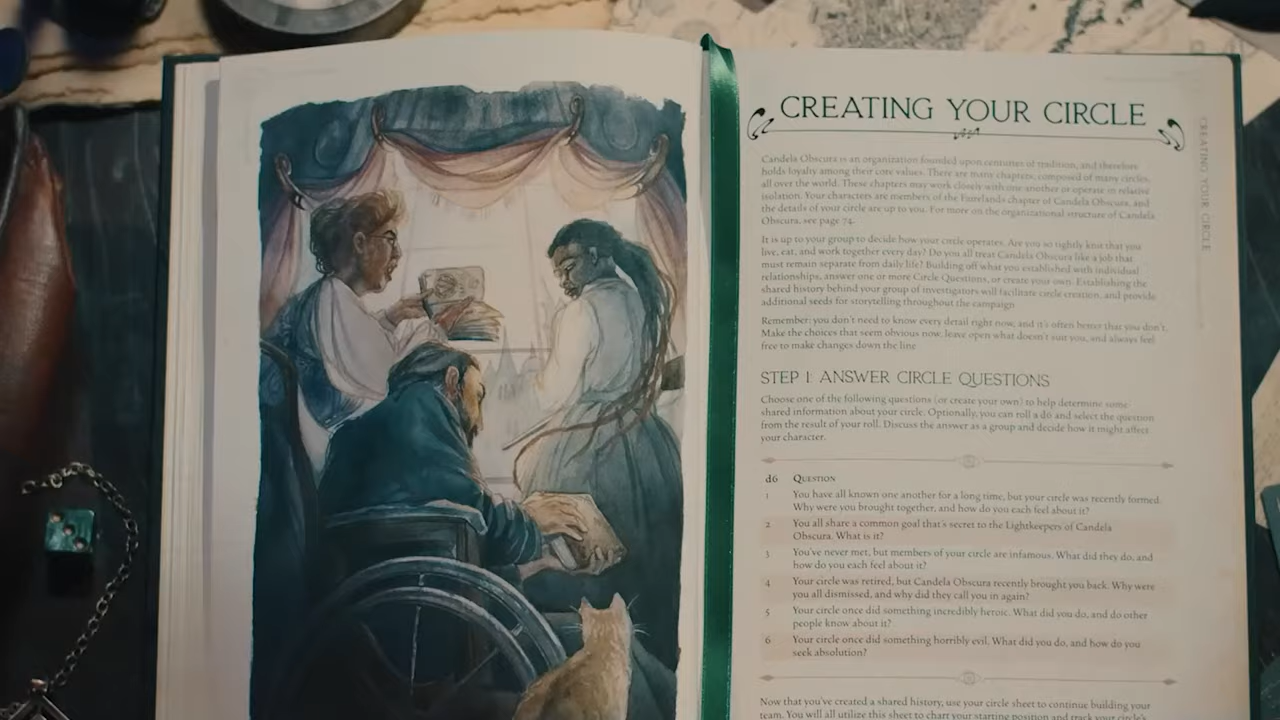 CREATING YOUR CIRCLE
Candela Obscura is an organization founded upon centuries of tradition, and therefore
holds loyalty among their core values. There are many chapters, composed of many circles,
all over the world. These chapters may work closely with one another or operate in relative
isolation. Your characters are members of the Fairelands chapter of Candela Obscura, and
the details of your circle are up to you. For more on the organizational structure of Candela
Obscura, see page 74.
It is up to your group to decide how your circle operates. Are you so tightly knit that you
live, eat, and work together every day? Do you all treat Candela Obscura like a job that
must remain separate from daily life? Building off what you established with individual
relationships, answer one or more Circle Questions, or create your own. Establishing the
shared history behind your group of investigators will facilitate circle creation, and provide
additional seeds for storytelling throughout the campaign.
Remember: you don't need to know every detail right now, and it's often better that you don't.
Make the choices that seem obvious now, leave open what doesn't suit you, and always feel
free to make changes down the line.
STEP 1: ANSWER CIRCLE QUESTIONS
Choose one of the following questions (or create your own) to help determine some
shared information about your circle. Optionally, you can roll a d6 and select the question
from the result of your roll. Discuss the answer as a group and decide how it might affect
your character.
d6 QUESTION
1 You have all known one another for a long time, but your circle was recently formed.
Why were you brought together, and how do you each feel about it?
2 You all share a common goal that's secret to the Lightkeepers of Candela
Obscura. What is it?
3 You've never met, but members of your circle are infamous. What did they do, and
how do you each feel about it?
4 Your circle was retired, but Candela Obscura recently brought you back. Why were
you all dismissed, and why did they call you in again?
5 Your circle once did something incredibly heroic. What did you do, and do other
people know about it?
6 Your circle once did something horribly evil. What did you do, and how do you
seek absolution?
Now that you've created a shared history, use your circle sheet to continue building your
team. You will all utilize this sheet to chart your starting position and track your circle's
CREATING YOUR CIRCLE